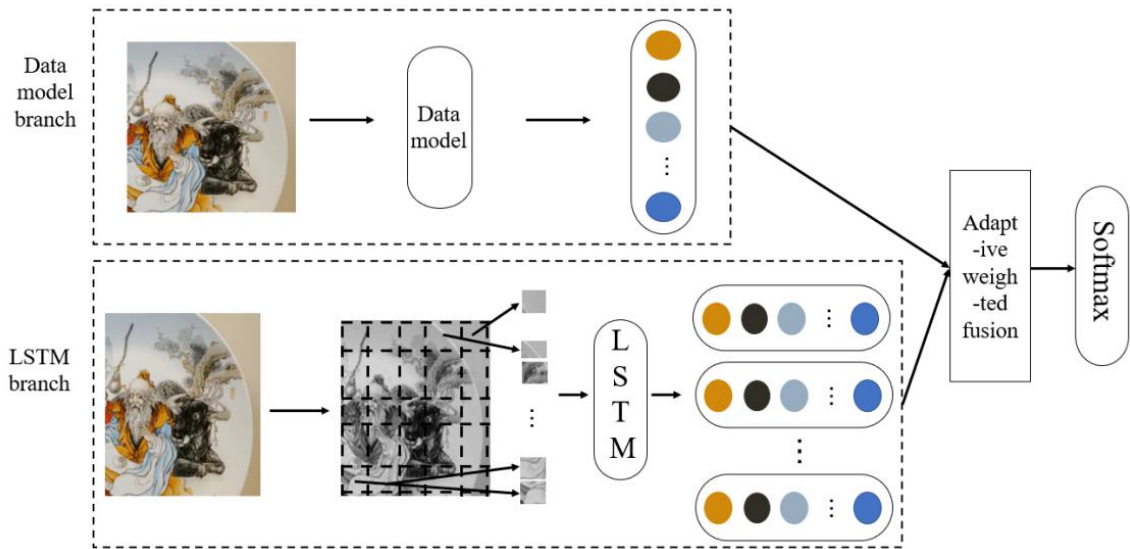 Data
model
branch
Data
model
Adapt
-ive
weigh
-ted
fusion
Softmax
LSTM
branch
L
S
T
M